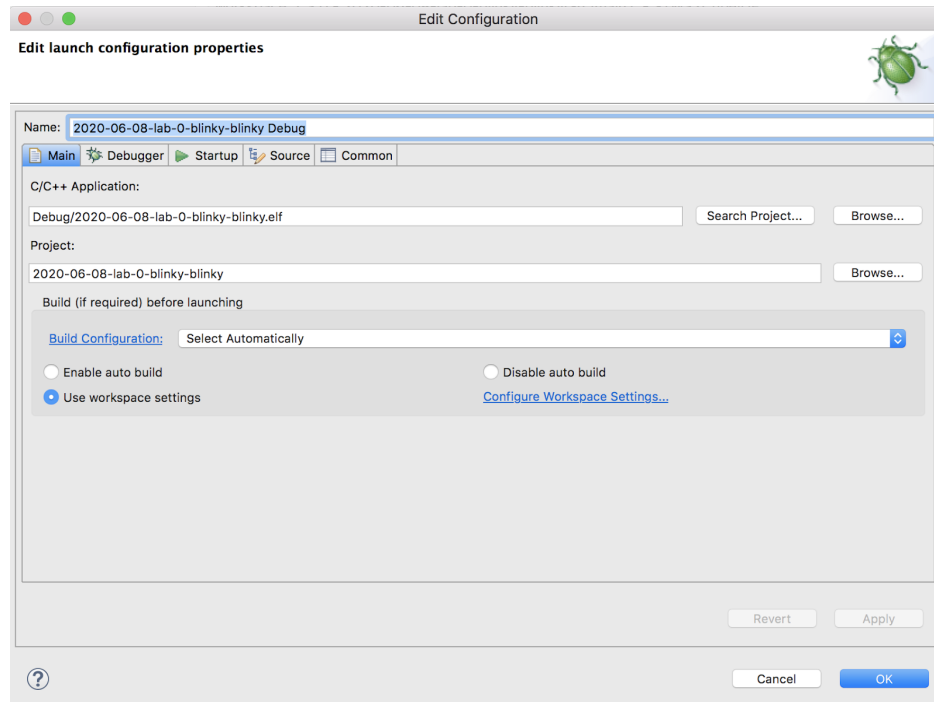 Edit Configuration
Edit launch configuration properties
Name: 2020-06-08-lab-0-blinky-blinky Debug
Main Debugger Startup Source Common
C/C++ Application:
Debug/2020-06-08-lab-0-blinky-blinky.elf Search Project... Browse...
Project:
2020-06-08-lab-0-blinky-blinky Browse...
Build (if required) before launching
Build Configuration: Select Automatically
Enable auto build Disable auto build
Use workspace settings Configure Workspace Settings...
Revert Apply
? Cancel OK